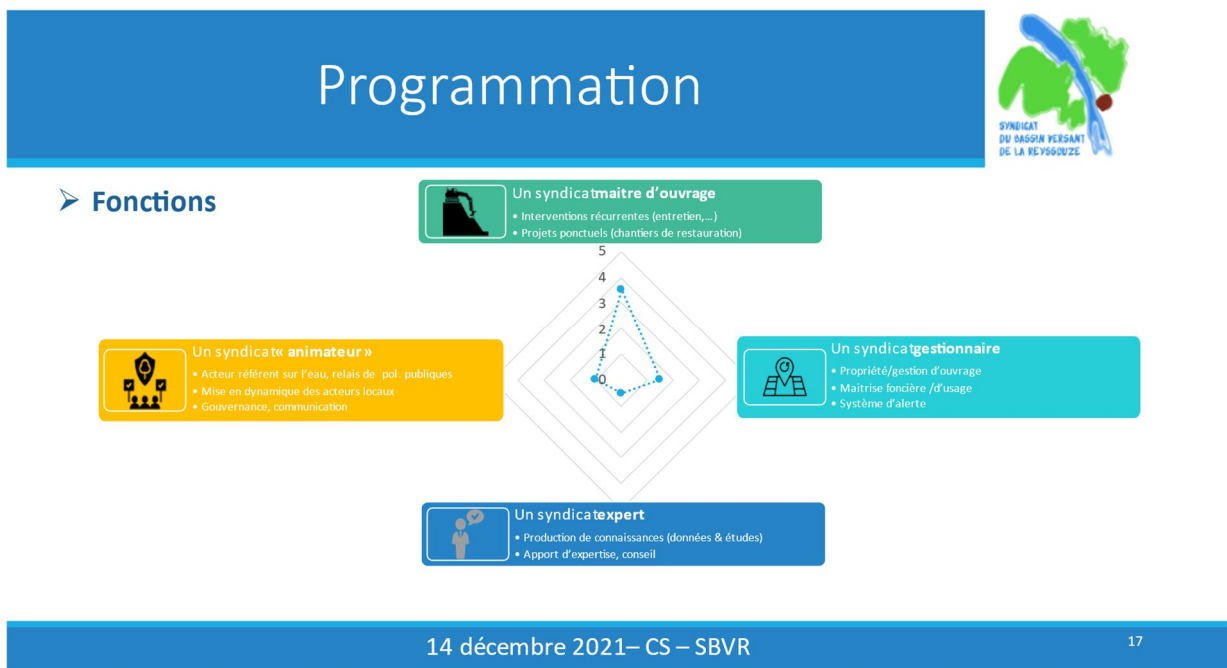 Programmation
SYNDICAT
DU BASSIN VERSANT
DE LA REYSSOUZE
➢ Fonctions
Un syndicatmaitre d’ouvrage
• Interventions récurrentes (entretien,…)
• Projets ponctuels (chantiers de restauration)
5
4
3
2
1
0
Un syndicat« animateur »
• Acteur référent sur l’eau, relais de pol. publiques
• Mise en dynamique des acteurs locaux
• Gouvernance, communication
Un syndicatgestionnaire
• Propriété/gestion d’ouvrage
• Maitrise foncière /d’usage
• Système d’alerte
Un syndicatexpert
• Production de connaissances (données & études)
• Apport d’expertise, conseil
14 décembre 2021– CS – SBVR
17